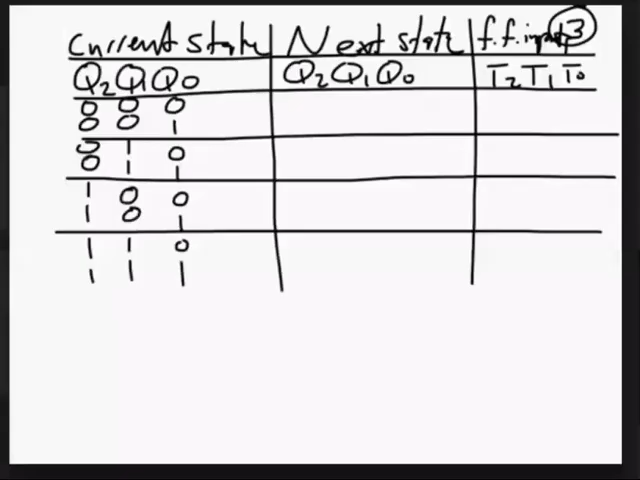 Current state Next state f.f. input 3
Q2 Q1 Q0 Q2 Q1 Q0 T2 T1 T0
0 0 0
0 0 1
0 1 0
0 1 1
1 0 0
1 0 1
1 1 0
1 1 1